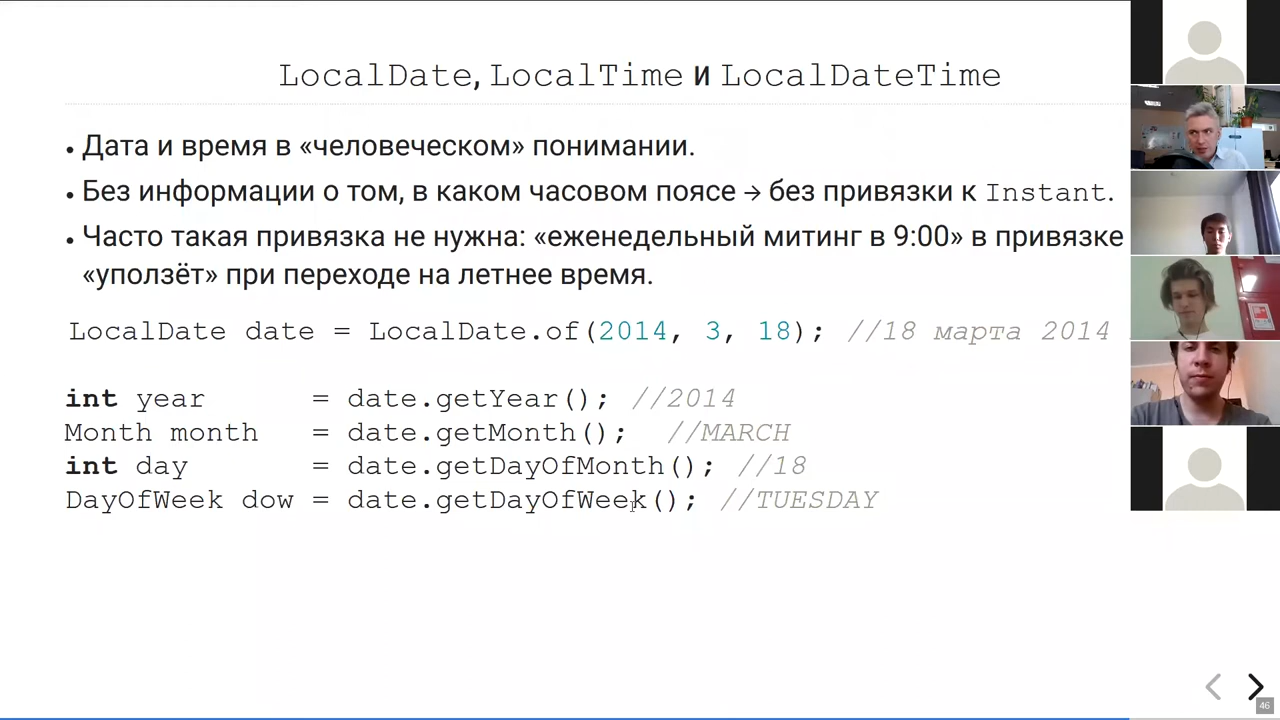 LocalDate, LocalTime и LocalDateTime
• Дата и время в «человеческом» понимании.
• Без информации о том, в каком часовом поясе → без привязки к Instant.
• Часто такая привязка не нужна: «еженедельный митинг в 9:00» в привязке
«уползёт» при переходе на летнее время.
LocalDate date = LocalDate.of(2014, 3, 18); //18 марта 2014
int year = date.getYear(); //2014
Month month = date.getMonth(); //MARCH
int day = date.getDayOfMonth(); //18
DayOfWeek dow = date.getDayOfWeek(); //TUESDAY
46